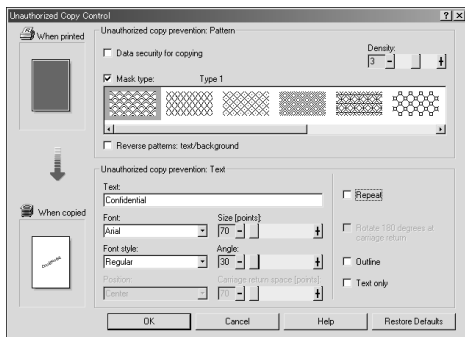 Unauthorized Copy Control
When printed
When copied
Confidential
Unauthorized copy prevention: Pattern
Data security for copying
Density:
3
Mask type: Type 1
Reverse patterns: text/background
Unauthorized copy prevention: Text
Text:
Confidential
Font:
Arial
Size [points]:
70
Font style:
Regular
Angle:
30
Position:
Center
Carriage return space [points]
70
Repeat
Rotate 180 degrees at
carriage return
Outline
Text only
OK
Cancel
Help
Restore Defaults